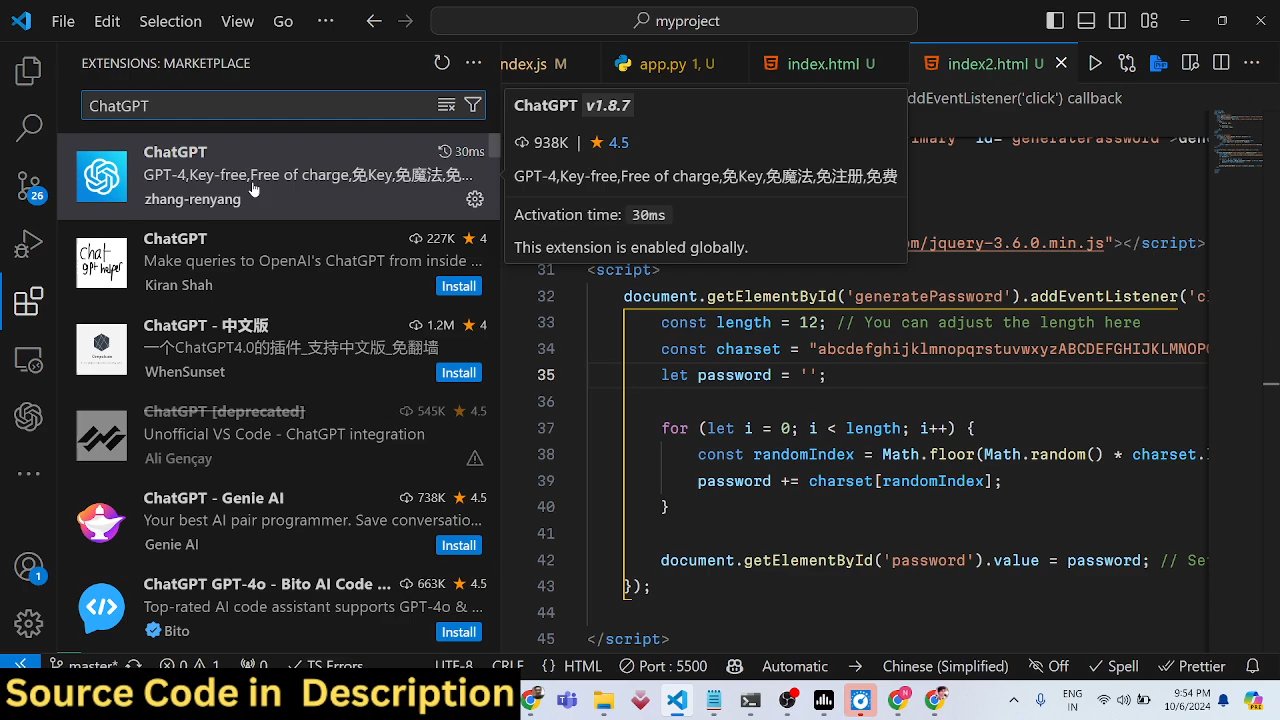 File Edit Selection View Go ··· myproject
EXTENSIONS: MARKETPLACE
ChatGPT
ChatGPT 30ms
GPT-4,Key-free,Free of charge,免Key,免魔法,免...
zhang-renyang
ChatGPT 227K ★ 4
Make queries to OpenAI's ChatGPT from inside ...
Kiran Shah Install
ChatGPT - 中文版 1.2M ★ 4
一个ChatGPT4.0的插件_支持中文版_免翻墙
WhenSunset Install
ChatGPT [deprecated] 545K ★ 4.5
Unofficial VS Code - ChatGPT integration
Ali Gençay
ChatGPT - Genie AI 738K ★ 4.5
Your best AI pair programmer. Save conversatio...
Genie AI Install
ChatGPT GPT-4o - Bito AI Code ... 663K ★ 4.5
Top-rated AI code assistant supports GPT-4o & ...
Bito Install
26
1
ndex.js M app.py 1, U index.html U index2.html U
ddEventListener('click') callback
ChatGPT v1.8.7
938K | ★ 4.5
Key-free,Free of charge,免Key,免魔法,免注册,免费
Activation time: 30ms
This extension is enabled globally.
id="generatePassword">Gen
om/jquery-3.6.0.min.js"></script>
31 <script>
32 document.getElementById('generatePassword').addEventListener('cl
33 const length = 12; // You can adjust the length here
34 const charset = "abcdefghijklmnopqrstuvwxyzABCDEFGHIJKLMNOPQ
35 let password = '';
36
37 for (let i = 0; i < length; i++) {
38 const randomIndex = Math.floor(Math.random() * charset.l
39 password += charset[randomIndex];
40 }
41
42 document.getElementById('password').value = password; // Se
43 });
44
45 </script>
master* 0 1 0 TS Errors UTF-8 CRLF {} HTML Port : 5500 Automatic Chinese (Simplified) Off Spell Prettier
Source Code in Description
ENG
IN
9:54 PM
10/6/2024